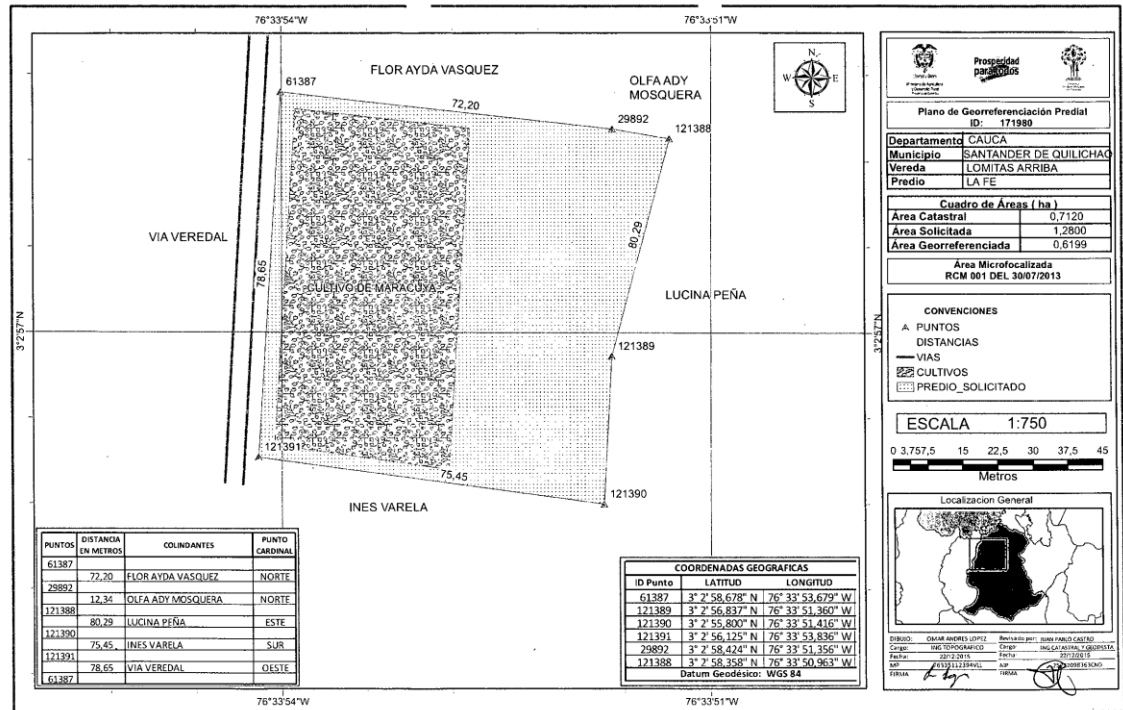 76°33'54"W
76°33'51"W
FLOR AYDA VASQUEZ
OLFA ADY
MOSQUERA
61387
72,20
29892
121388
N
W E
S
VIA VEREDAL
78,65
CULTIVO DE MARACUYA
80,29
LUCINA PEÑA
3°2'57"N
3°2'57"N
121389
121391
75,45
121390
INES VARELA
PUNTOS DISTANCIA EN METROS COLINDANTES PUNTO CARDINAL
61387
72,20 FLOR AYDA VASQUEZ NORTE
29892
12,34 OLFA ADY MOSQUERA NORTE
121388
80,29 LUCINA PEÑA ESTE
121390
75,45 INES VARELA SUR
121391
78,65 VIA VEREDAL OESTE
61387
COORDENADAS GEOGRAFICAS
ID Punto LATITUD LONGITUD
61387 3° 2' 58,678" N 76° 33' 53,679" W
121389 3° 2' 56,837" N 76° 33' 51,360" W
121390 3° 2' 55,800" N 76° 33' 51,416" W
121391 3° 2' 56,125" N 76° 33' 53,836" W
29892 3° 2' 58,424" N 76° 33' 51,356" W
121388 3° 2' 58,358" N 76° 33' 50,963" W
Datum Geodésico: WGS 84
76°33'54"W
76°33'51"W
Prosperidad
para todos
Plano de Georreferenciación Predial
ID: 171980
Departamento CAUCA
Municipio SANTANDER DE QUILICHAO
Vereda LOMITAS ARRIBA
Predio LA FE
Cuadro de Áreas ( ha )
Área Catastral 0,7120
Área Solicitada 1,2800
Área Georreferenciada 0,6199
Área Microfocalizada
RCM 001 DEL 30/07/2013
CONVENCIONES
PUNTOS
DISTANCIAS
VIAS
CULTIVOS
PREDIO_SOLICITADO
ESCALA 1:750
0 3,757,5 15 22,5 30 37,5 45
Metros
Localizacion General
DIBUJO: OMAR ANDRES LOPEZ Revisado por: JUAN PABLO CASTRO
Cargo: ING TOPOGRAFICO Cargo: ING CATASTRAL Y GEODESTA
Fecha: 22/12/2015 Fecha: 22/12/2015
MP
FIRMA FIRMA